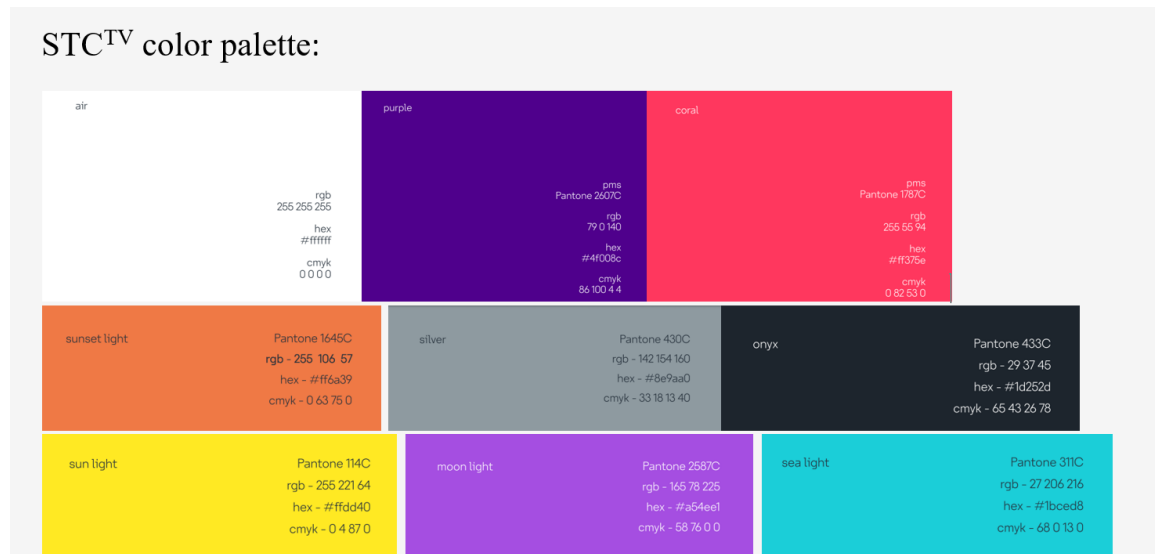 STCTV color palette:
air
rgb
255 255 255
hex
#ffffff
cmyk
0 0 0 0
purple
pms
Pantone 2607C
rgb
79 0 140
hex
#4f008c
cmyk
86 100 4 4
coral
pms
Pantone 1787C
rgb
255 55 94
hex
#ff375e
cmyk
0 82 53 0
sunset light
Pantone 1645C
rgb - 255 106 57
hex - #ff6a39
cmyk - 0 63 75 0
silver
Pantone 430C
rgb - 142 154 160
hex - #8e9aa0
cmyk - 33 18 13 40
onyx
Pantone 433C
rgb - 29 37 45
hex - #1d252d
cmyk - 65 43 26 78
sun light
Pantone 114C
rgb - 255 221 64
hex - #ffdd40
cmyk - 0 4 87 0
moon light
Pantone 2587C
rgb - 165 78 225
hex - #a54ee1
cmyk - 58 76 0 0
sea light
Pantone 311C
rgb - 27 206 216
hex - #1bced8
cmyk - 68 0 13 0